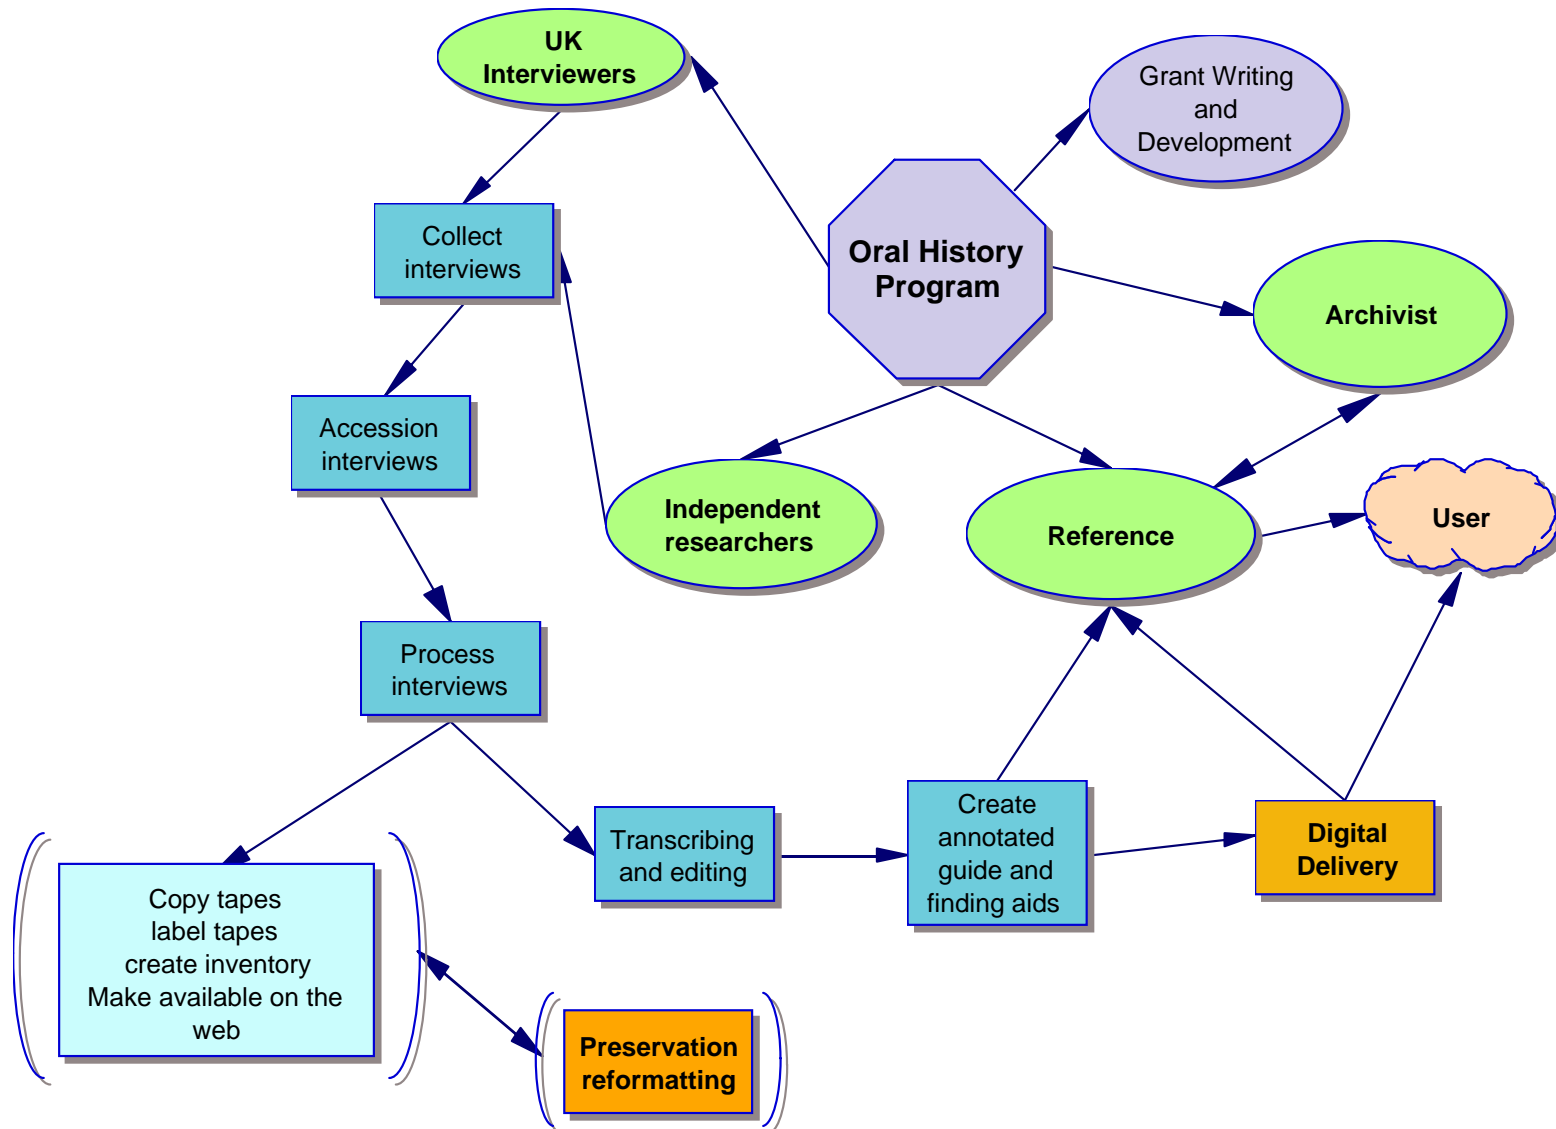 UK
Interviewers
Grant Writing
and
Development
Collect
interviews
Oral History
Program
Archivist
Accession
interviews
Independent
researchers
Reference
User
Process
interviews
Transcribing
and editing
Create
annotated
guide and
finding aids
Digital
Delivery
Copy tapes
label tapes
create inventory
Make available on the
web
Preservation
reformatting